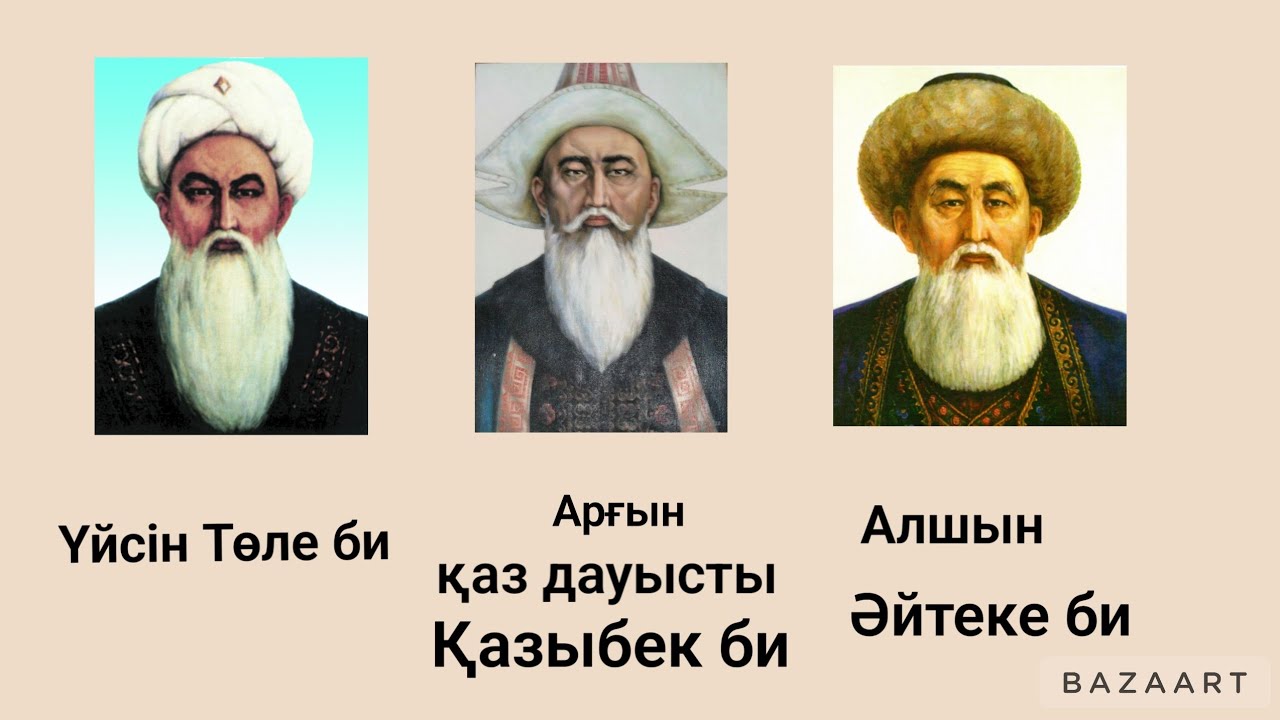 Үйсін Төле би
Арғын
қаз дауысты
Қазыбек би
Алшын
Әйтеке би
BAZAART